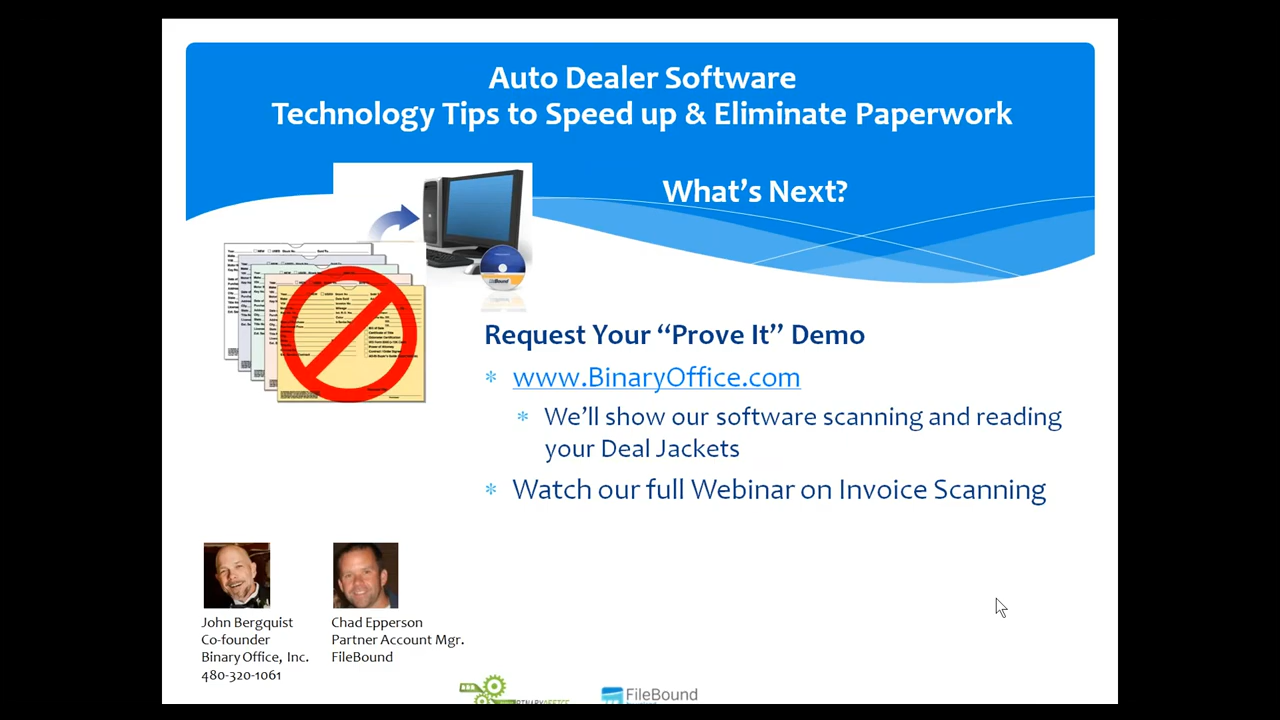 Auto Dealer Software
Technology Tips to Speed up & Eliminate Paperwork
What's Next?
Request Your “Prove It” Demo
www.BinaryOffice.com
We'll show our software scanning and reading
your Deal Jackets
Watch our full Webinar on Invoice Scanning
John Bergquist
Co-founder
Binary Office, Inc.
480-320-1061
Chad Epperson
Partner Account Mgr.
FileBound
FileBound